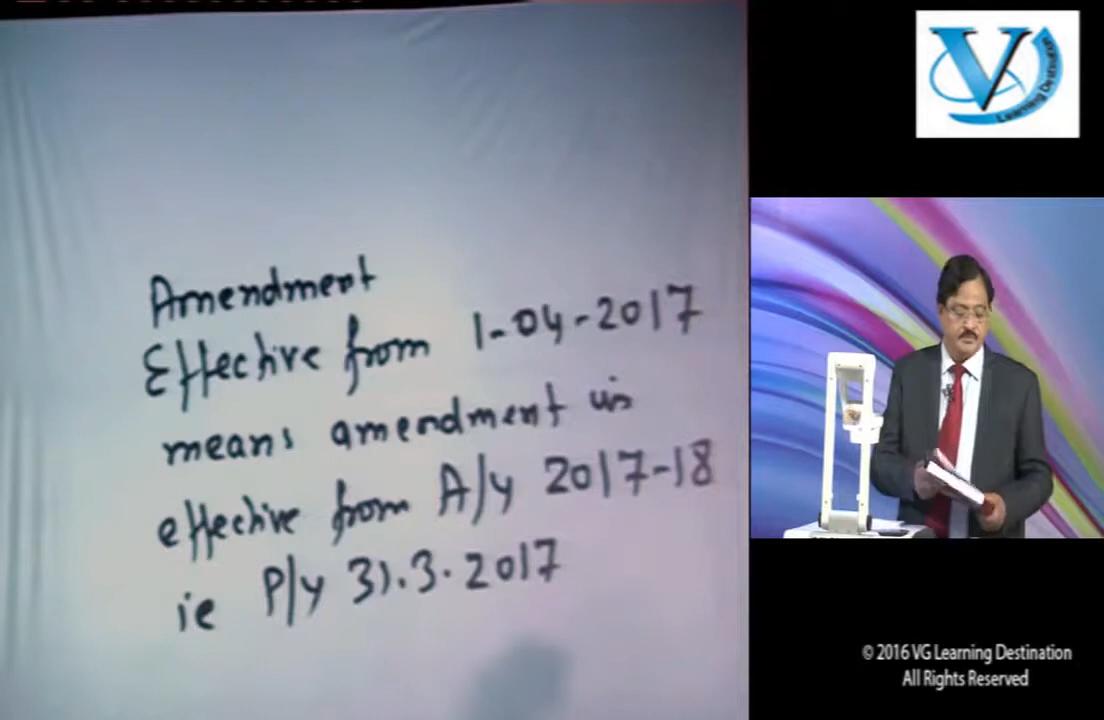 Amendment
Effective from 1-04-2017
means amendment is
effective from A/y 2017-18
ie P/y 31.3.2017
V
Learning Destination
© 2016 VG Learning Destination
All Rights Reserved